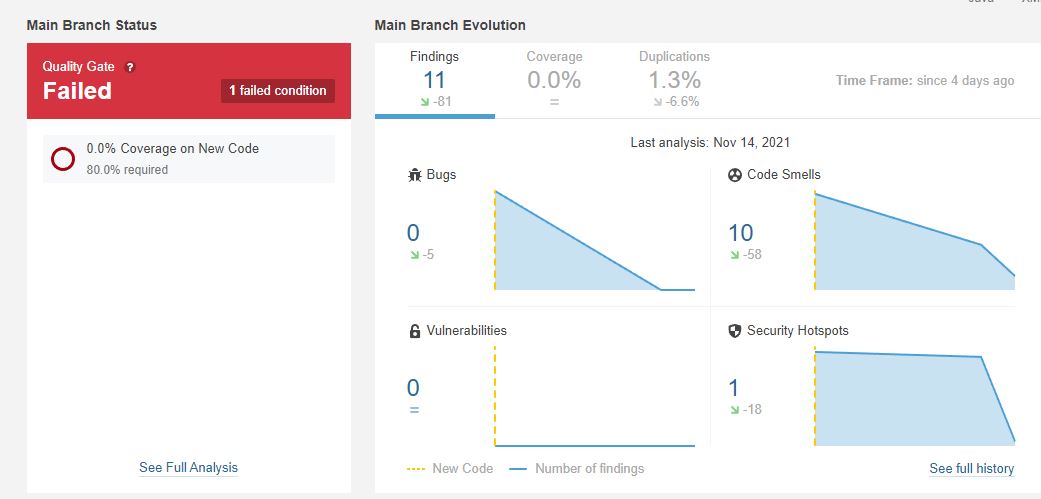 Main Branch Status
Quality Gate ?
Failed
1 failed condition
0.0% Coverage on New Code
80.0% required
See Full Analysis
Main Branch Evolution
Findings
11
-81
Coverage
0.0%
=
Duplications
1.3%
-6.6%
Time Frame: since 4 days ago
Last analysis: Nov 14, 2021
Bugs
0
-5
Code Smells
10
-58
Vulnerabilities
0
=
Security Hotspots
1
-18
New Code
Number of findings
See full history